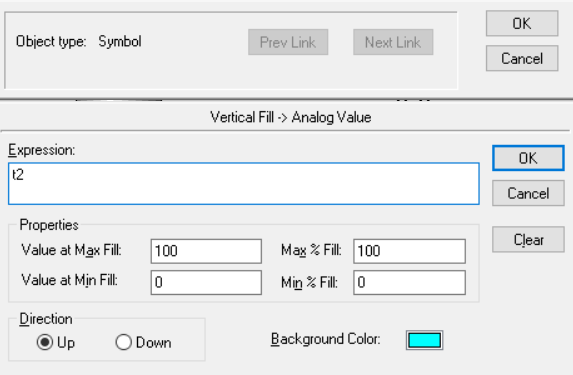 Object type: Symbol Prev Link Next Link OK
Cancel
Vertical Fill -> Analog Value
Expression:
t2
OK
Cancel
Clear
Properties
Value at Max Fill: 100 Max % Fill: 100
Value at Min Fill: 0 Min % Fill: 0
Direction
Up Down
Background Color: